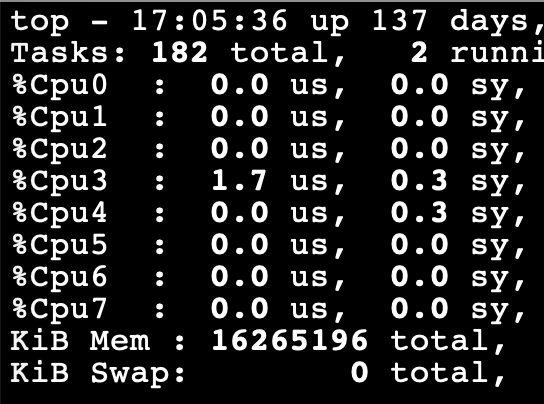 top - 17:05:36 up 137 days,
Tasks: 182 total,   2 runni
%Cpu0  :  0.0 us,  0.0 sy,
%Cpu1  :  0.0 us,  0.0 sy,
%Cpu2  :  0.0 us,  0.0 sy,
%Cpu3  :  1.7 us,  0.3 sy,
%Cpu4  :  0.0 us,  0.3 sy,
%Cpu5  :  0.0 us,  0.0 sy,
%Cpu6  :  0.0 us,  0.0 sy,
%Cpu7  :  0.0 us,  0.0 sy,
KiB Mem : 16265196 total,
KiB Swap:        0 total,